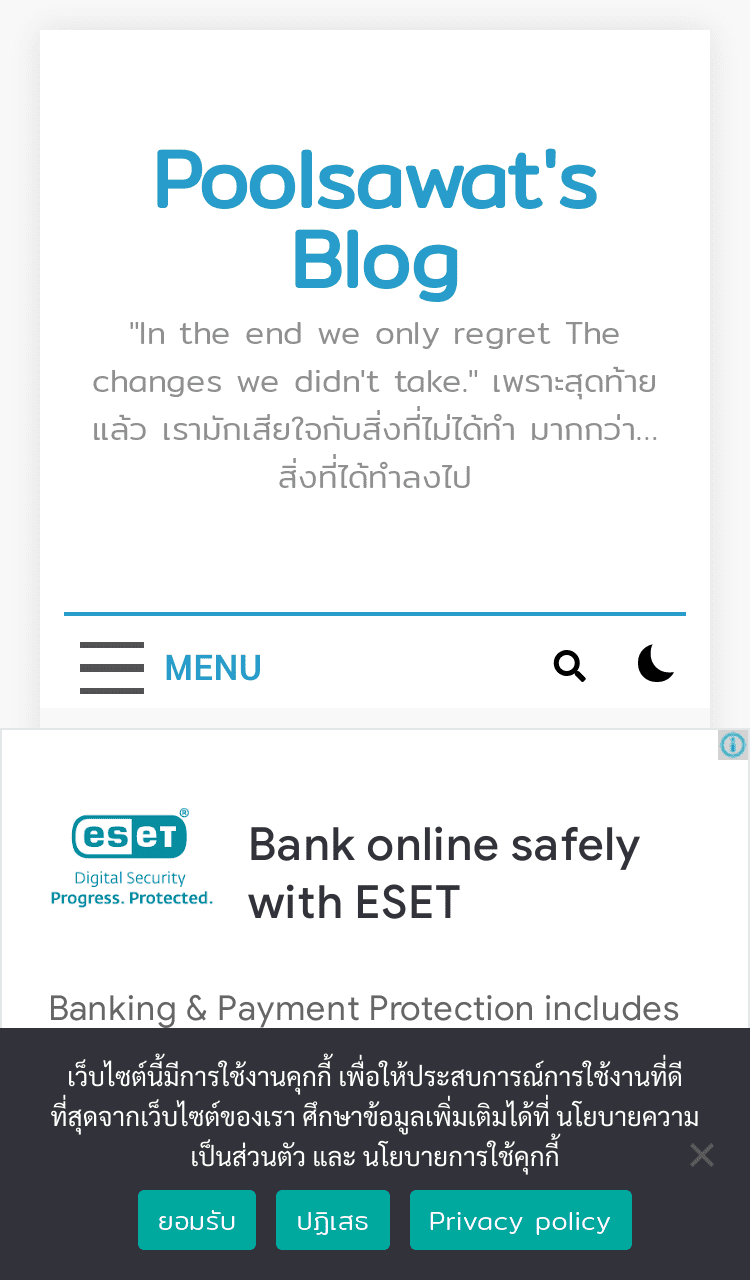 Poolsawat's
Blog
"In the end we only regret The
changes we didn't take." เพราะสุดท้าย
แล้ว เรามักเสียใจกับสิ่งที่ไม่ได้ทำ มากกว่า...
สิ่งที่ได้ทำลงไป
MENU
eset®
Digital Security
Progress. Protected.
Bank online safely
with ESET
Banking & Payment Protection includes
เว็บไซต์นี้มีการใช้งานคุกกี้ เพื่อให้ประสบการณ์การใช้งานที่ดี
ที่สุดจากเว็บไซต์ของเรา ศึกษาข้อมูลเพิ่มเติมได้ที่ นโยบายความ
เป็นส่วนตัว และ นโยบายการใช้คุกกี้
ยอมรับ
ปฏิเสธ
Privacy policy